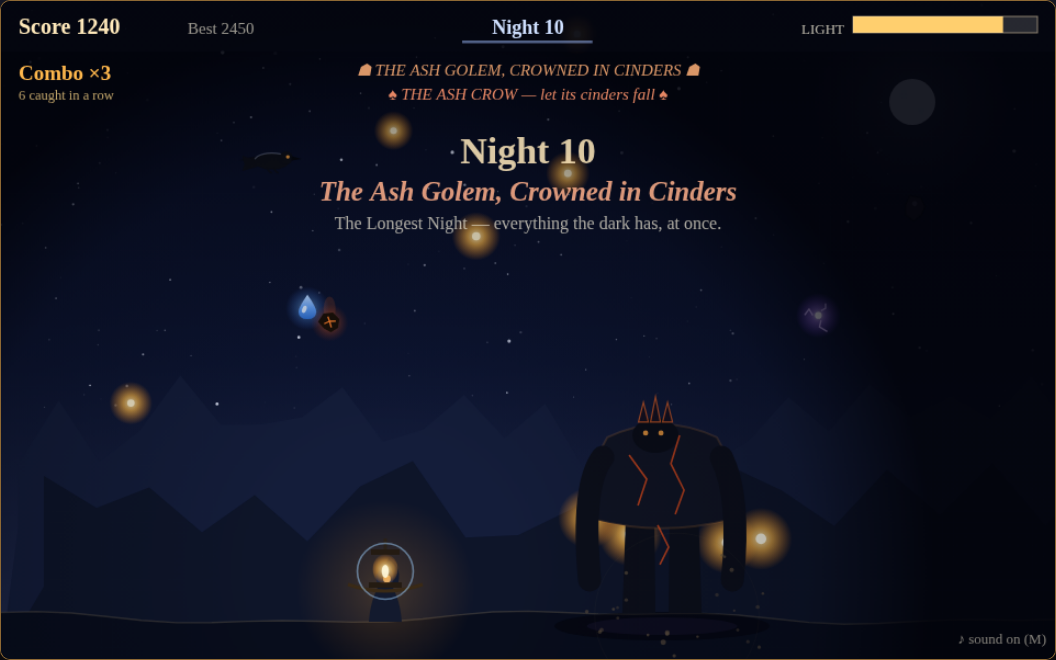 Score 1240
Best 2450
Night 10
LIGHT
Combo ×3
6 caught in a row
☗ THE ASH GOLEM, CROWNED IN CINDERS ☗
♠ THE ASH CROW — let its cinders fall ♠
Night 10
The Ash Golem, Crowned in Cinders
The Longest Night — everything the dark has, at once.
♪ sound on (M)